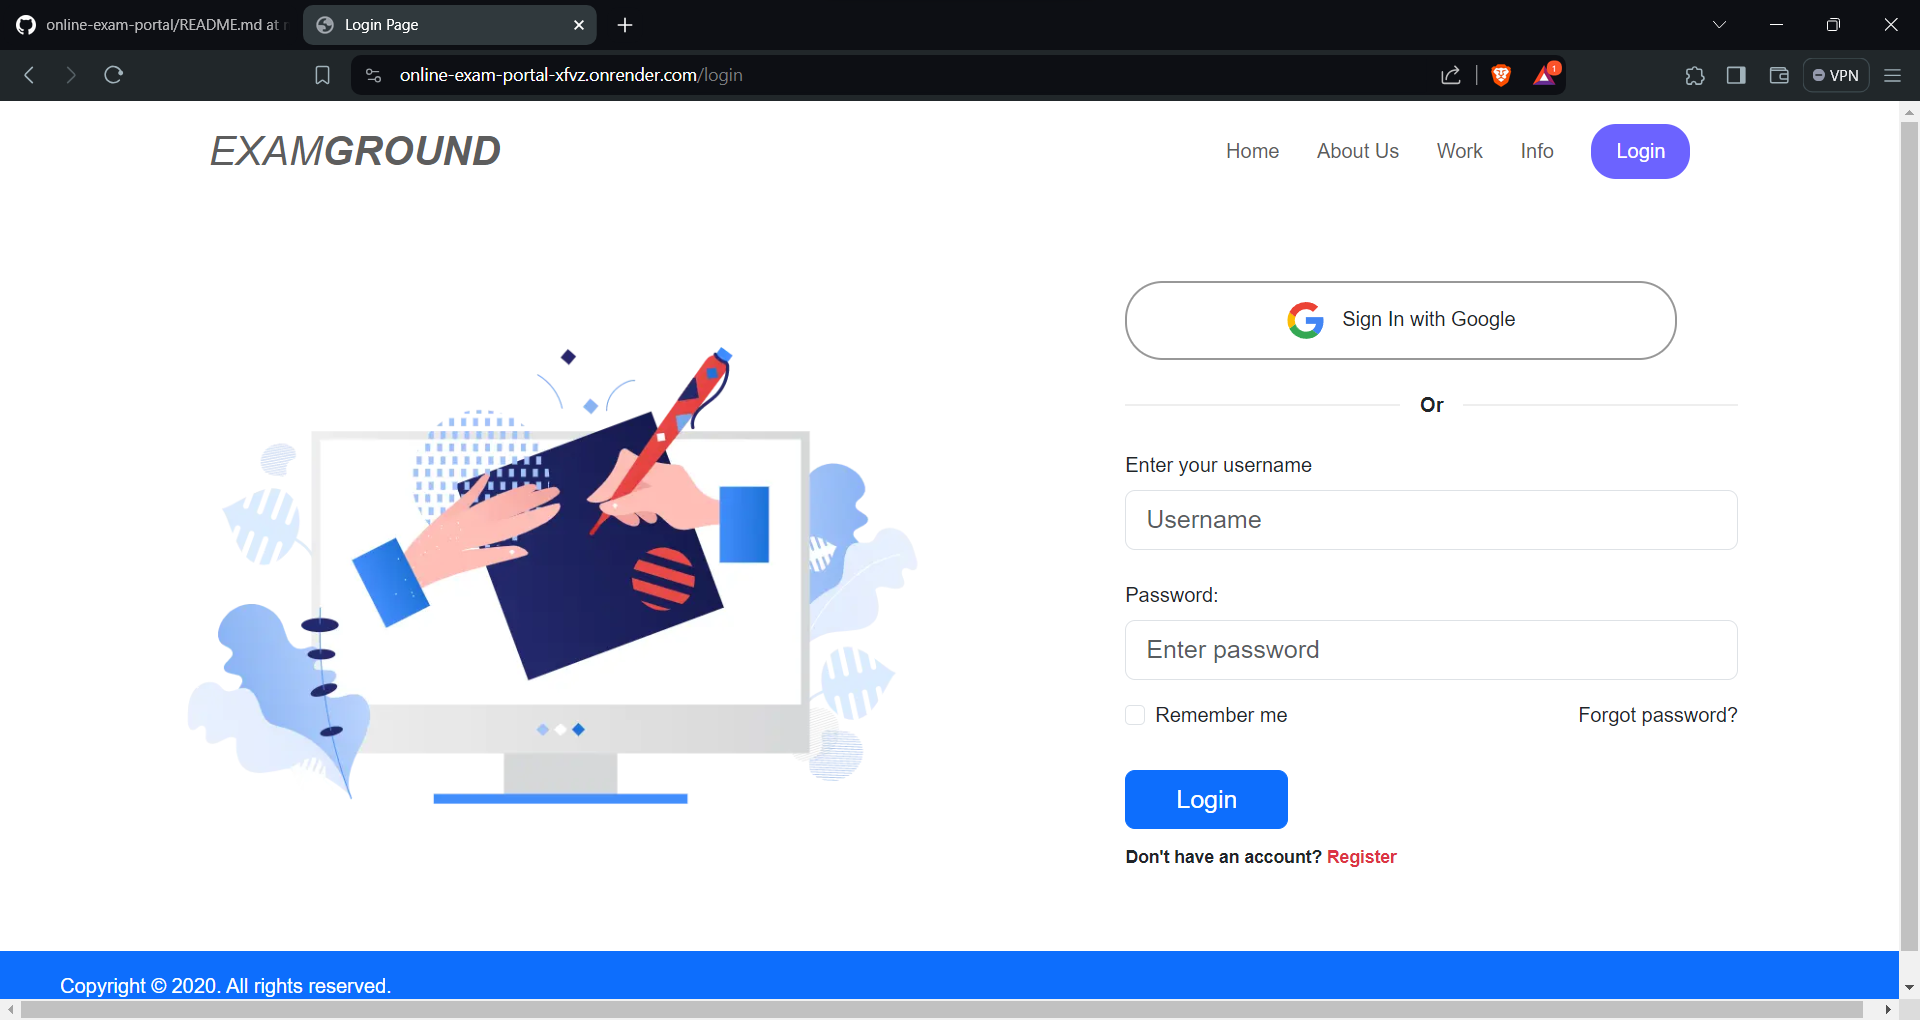 online-exam-portal/README.md at
Login Page
online-exam-portal-xfvz.onrender.com/login
1
VPN
EXAMGROUND
Home About Us Work Info Login
Sign In with Google
Or
Enter your username
Username
Password:
Enter password
Remember me Forgot password?
Login
Don't have an account? Register
Copyright © 2020. All rights reserved.